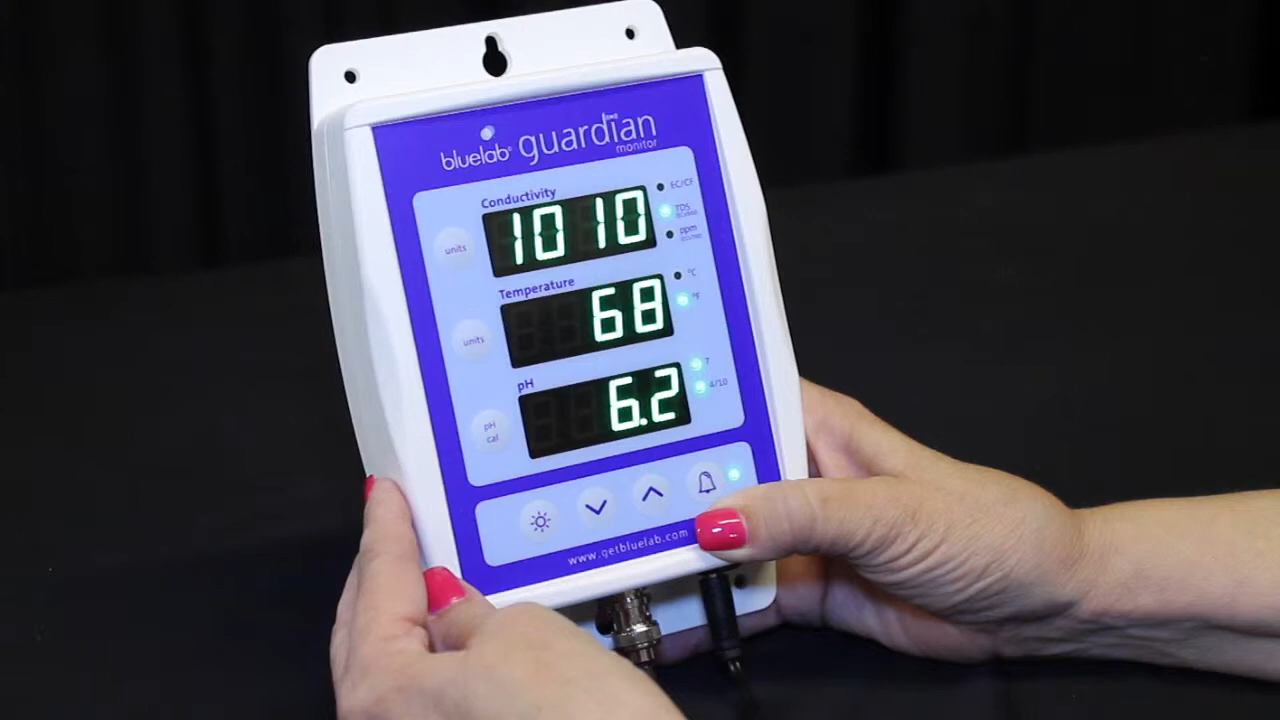 bluelab® guardian
monitor
Conductivity
1010
EC/CF
TDS
ppm
units
Temperature
68
°C
°F
units
pH
6.2
7
4/10
pH
cal
www.getbluelab.com